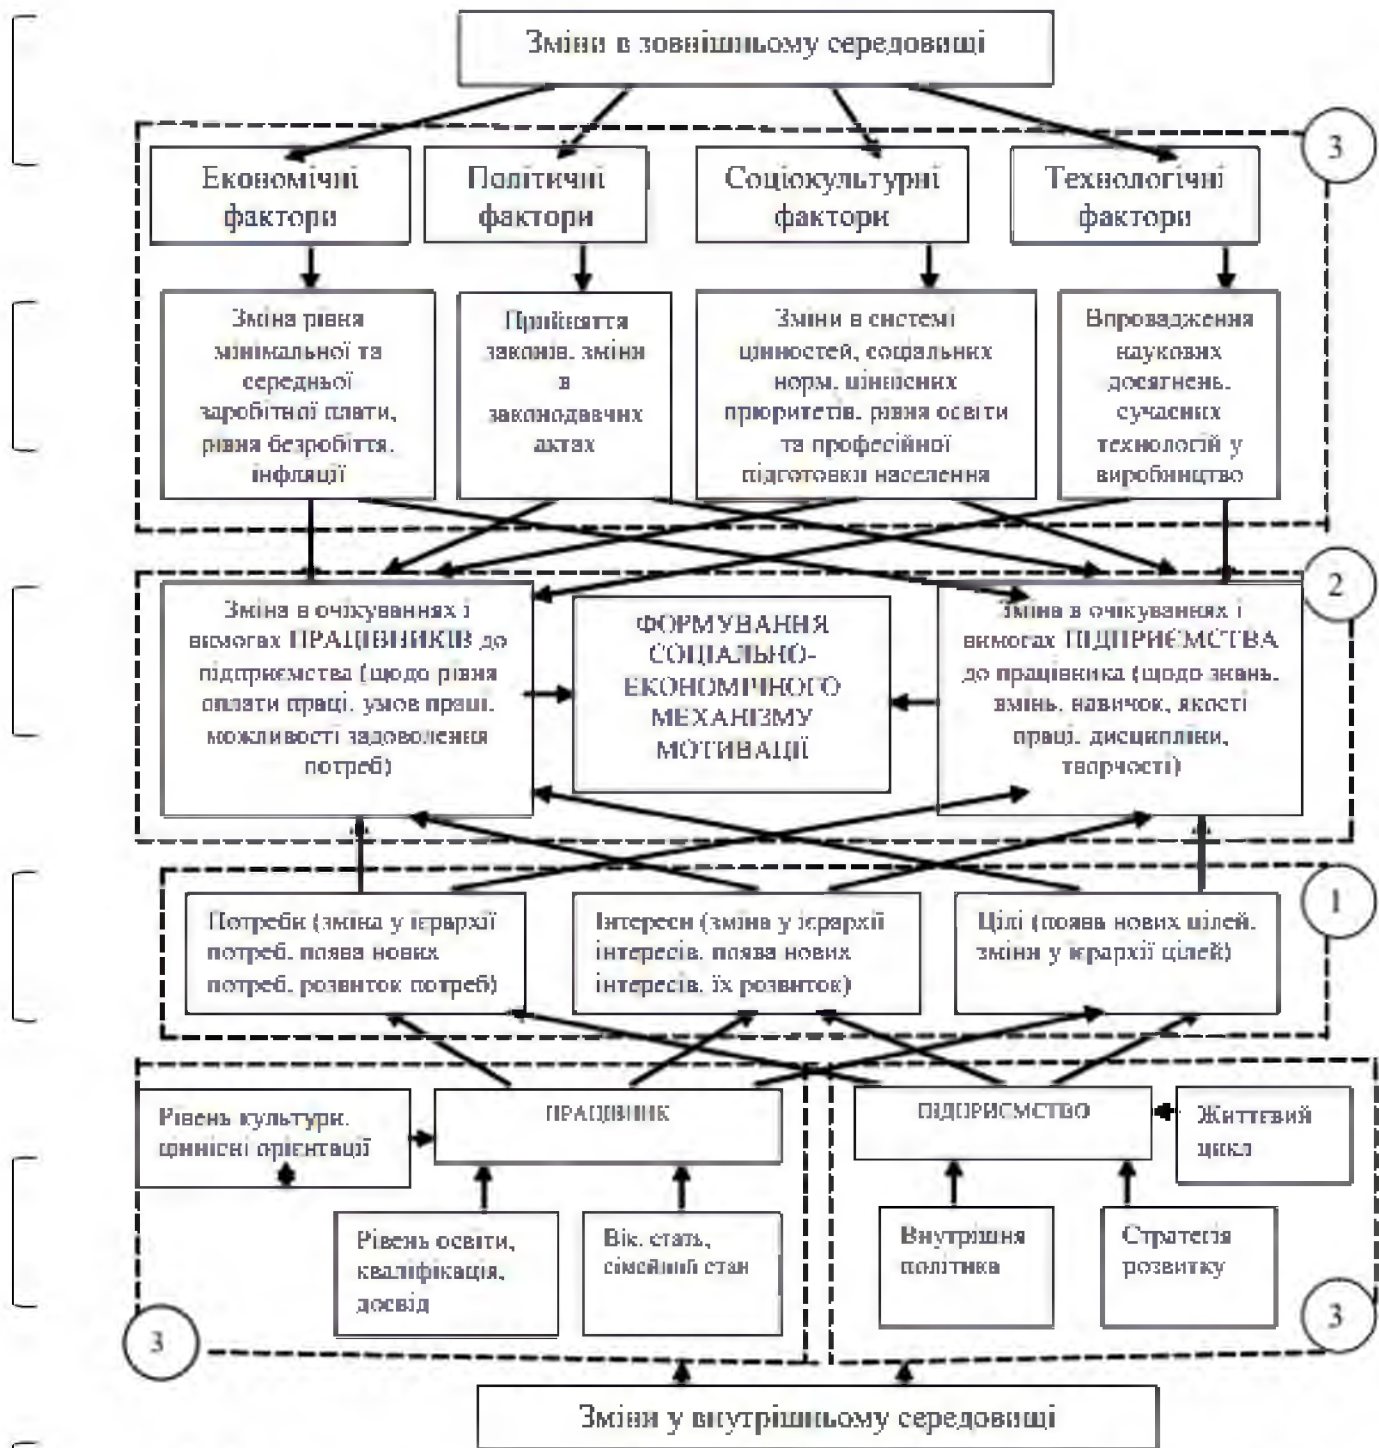 Зміни в зовнішньому середовищі
3
Економічні
фактори
Політичні
фактори
Соціокультурні
фактори
Технологічні
фактори
Зміна рівня
мінімальної та
середньої
заробітної плати,
рівня безробіття,
інфляції
Прийняття
законів, зміни
в
законодавчих
актах
Зміни в системі
цінностей, соціальних
норм, ціннісних
пріоритетів, рівня освіти
та професійної
підготовки населення
Впровадження
наукових
досягнень,
сучасних
технологій у
виробництво
2
Зміна в очікуваннях і
вимогах ПРАЦІВНИКІВ до
підприємства (щодо рівня
оплати праці, умов праці,
можливості задоволення
потреб)
ФОРМУВАННЯ
СОЦІАЛЬНО-
ЕКОНОМІЧНОГО
МЕХАНІЗМУ
МОТИВАЦІЇ
Зміна в очікуваннях і
вимогах ПІДПРИЄМСТВА
до працівника (щодо знань,
вмінь, навичок, якості
праці, дисципліни,
творчості)
1
Потреби (зміна у ієрархії
потреб, поява нових
потреб, розвиток потреб)
Інтереси (зміна у ієрархії
інтересів, поява нових
інтересів, їх розвиток)
Цілі (поява нових цілей,
зміни у ієрархії цілей)
Рівень культури,
ціннісні орієнтації
ПРАЦІВНИК
ПІДПРИЄМСТВО
Життєвий
цикл
Рівень освіти,
кваліфікація,
досвід
Вік, стать,
сімейний стан
Внутрішня
політика
Стратегія
розвитку
3
3
Зміни у внутрішньому середовищі